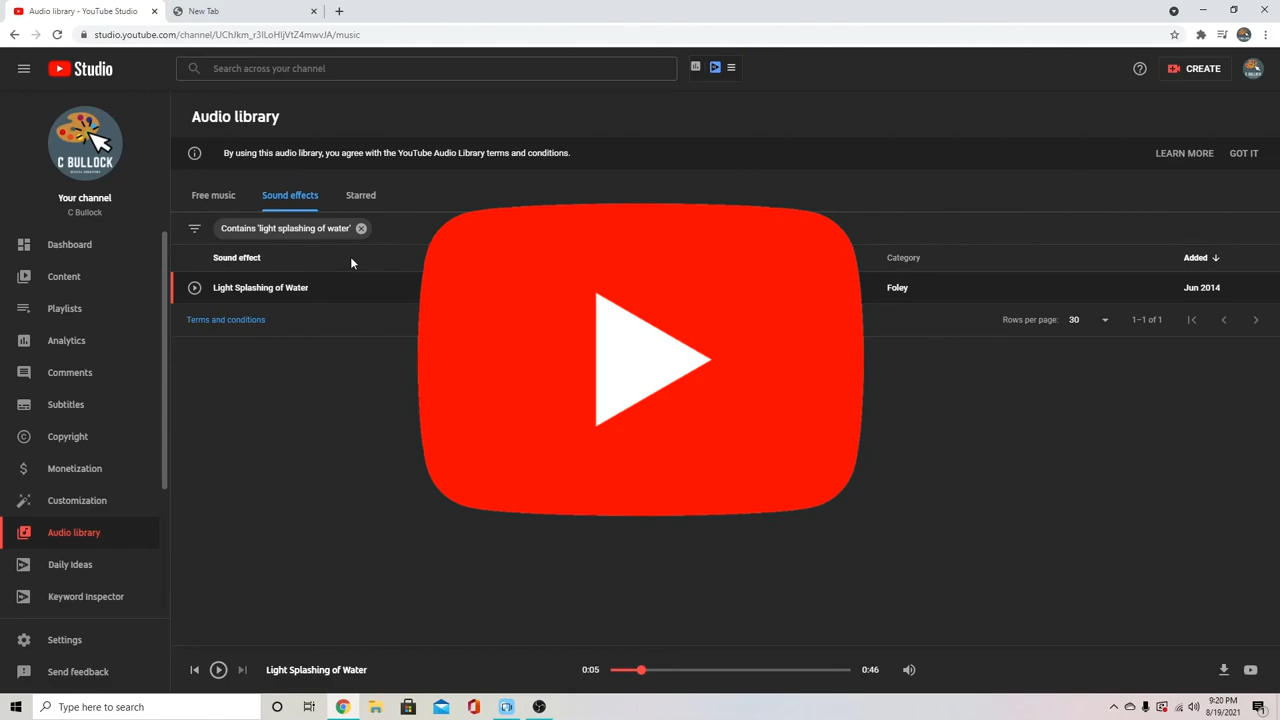 Audio library - YouTube Studio
New Tab
studio.youtube.com/channel/UChJkm_r3ILoHIjVtZ4mwvJA/music
Studio
Search across your channel
CREATE
C BULLOCK
Your channel
C Bullock
Dashboard
Content
Playlists
Analytics
Comments
Subtitles
Copyright
Monetization
Customization
Audio library
Daily Ideas
Keyword Inspector
Settings
Send feedback
Audio library
By using this audio library, you agree with the YouTube Audio Library terms and conditions.
LEARN MORE GOT IT
Free music Sound effects Starred
Contains 'light splashing of water'
Sound effect Category Added
Light Splashing of Water Foley Jun 2014
Terms and conditions Rows per page: 30 1–1 of 1
Light Splashing of Water 0:05 0:46
Type here to search
9:20 PM
8/19/2021